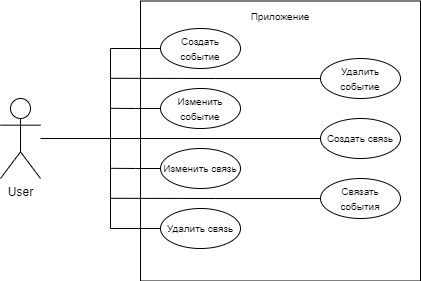 Приложение
Создать
событие
Удалить
событие
Изменить
событие
Создать связь
Изменить связь
User
Связать
события
Удалить связь